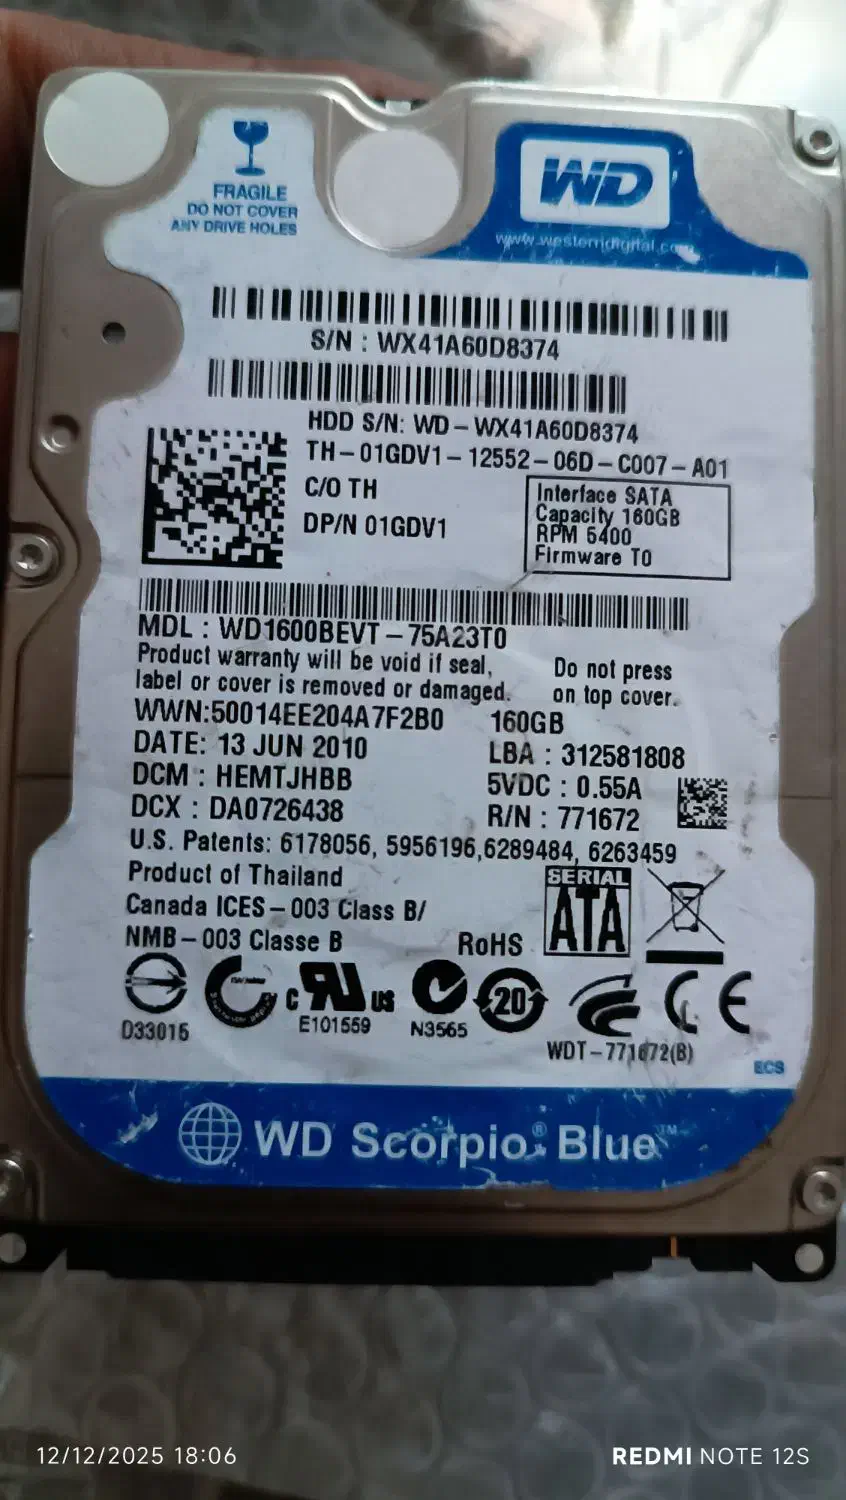 FRAGILE
DO NOT COVER
ANY DRIVE HOLES
WD
www.westerndigital.com
S/N : WX41A60D8374
HDD S/N: WD-WX41A60D8374
TH-01GDV1-12552-06D-C007-A01
C/O TH
DP/N 01GDV1
Interface SATA
Capacity 160GB
RPM 5400
Firmware T0
MDL : WD1600BEVT-75A23T0
Product warranty will be void if seal,
label or cover is removed or damaged.
Do not press
on top cover.
WWN:50014EE204A7F2B0
160GB
DATE: 13 JUN 2010
LBA : 312581808
DCM : HEMTJHBB
5VDC : 0.55A
DCX : DA0726438
R/N : 771672
U.S. Patents: 6178056, 5956196,6289484, 6263459
Product of Thailand
Canada ICES-003 Class B/
NMB-003 Classe B
RoHS
SERIAL
ATA
D33015
C UR US
E101559
N3565
20
CE
WDT-771672(B)
ECS
WD Scorpio® Blue™
12/12/2025 18:06
REDMI NOTE 12S